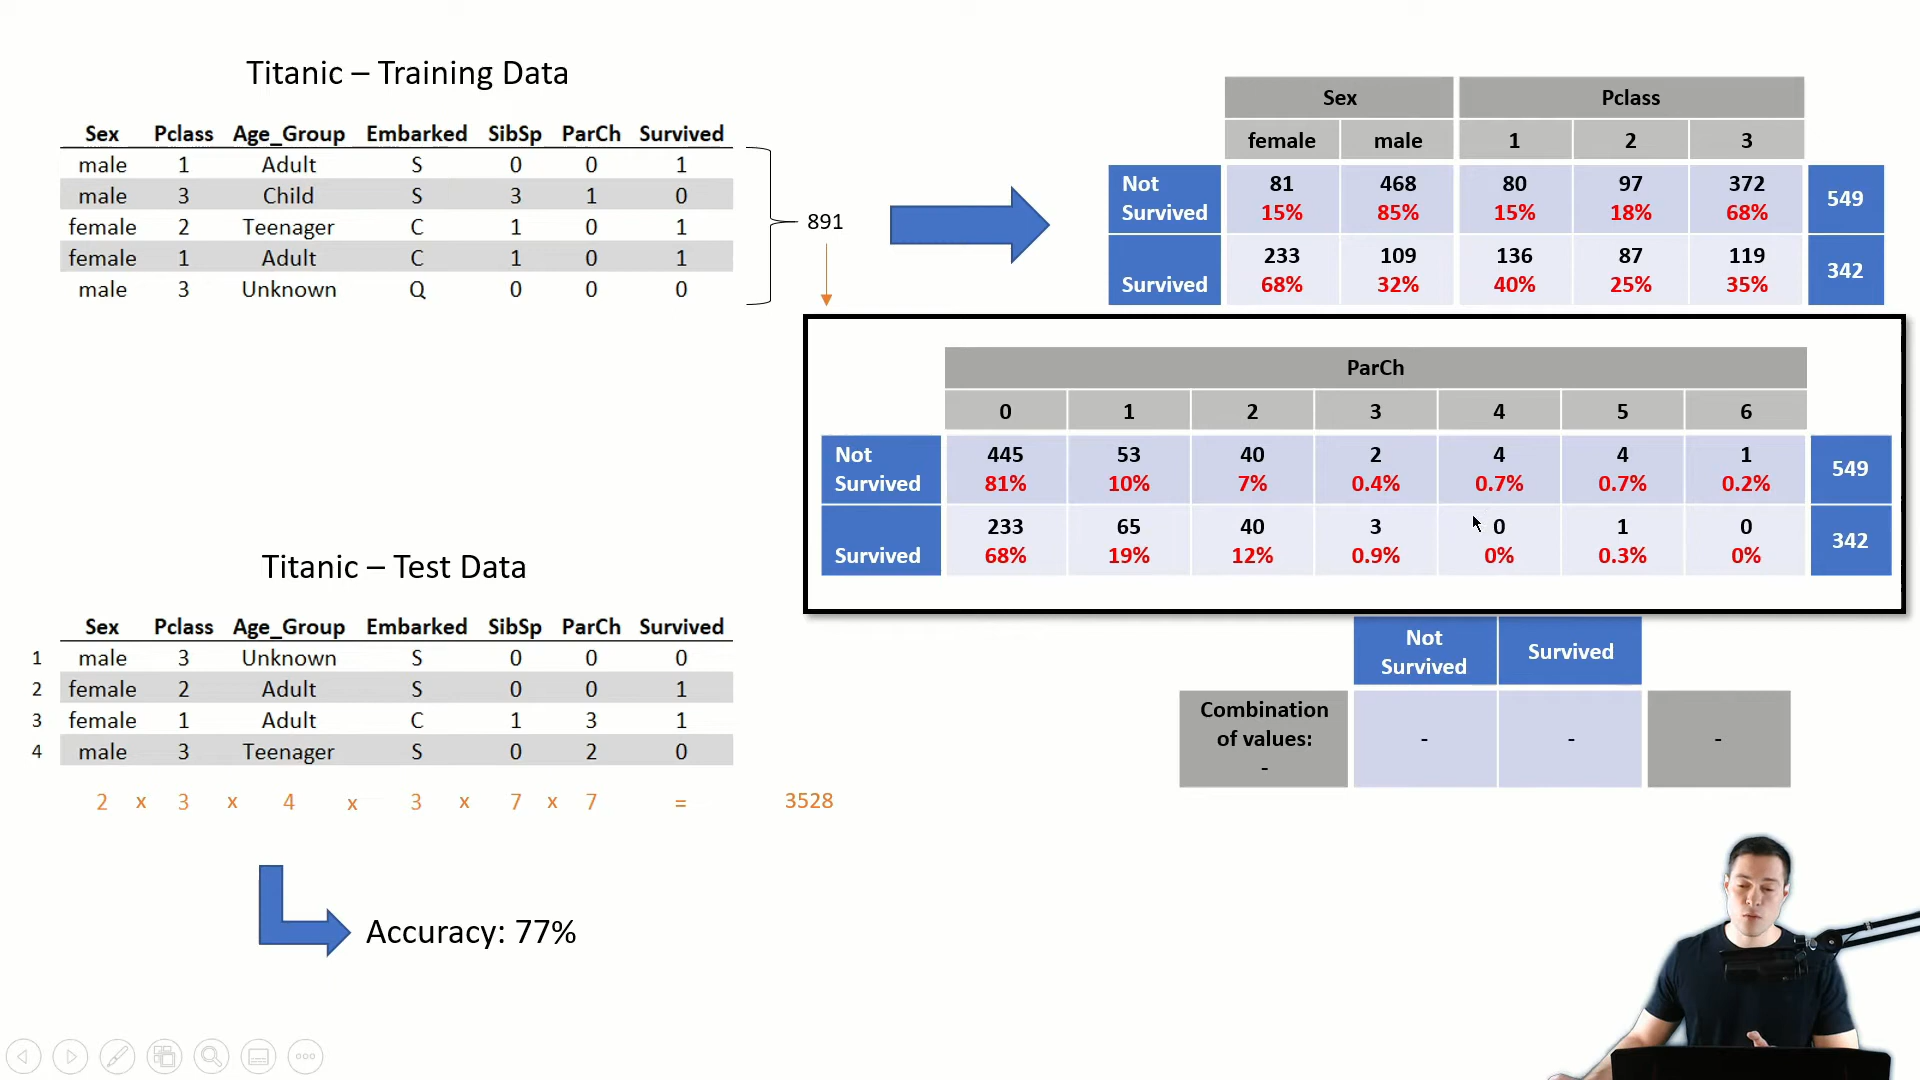 Titanic – Training Data
Sex Pclass Age_Group Embarked SibSp ParCh Survived
male 1 Adult S 0 0 1
male 3 Child S 3 1 0
female 2 Teenager C 1 0 1
female 1 Adult C 1 0 1
male 3 Unknown Q 0 0 0
891
Sex Pclass
female male 1 2 3
Not Survived 81 468 80 97 372 549
15% 85% 15% 18% 68%
Survived 233 109 136 87 119 342
68% 32% 40% 25% 35%
ParCh
0 1 2 3 4 5 6
Not Survived 445 53 40 2 4 4 1 549
81% 10% 7% 0.4% 0.7% 0.7% 0.2%
Survived 233 65 40 3 0 1 0 342
68% 19% 12% 0.9% 0% 0.3% 0%
Titanic – Test Data
Sex Pclass Age_Group Embarked SibSp ParCh Survived
1 male 3 Unknown S 0 0 0
2 female 2 Adult S 0 0 1
3 female 1 Adult C 1 3 1
4 male 3 Teenager S 0 2 0
2 x 3 x 4 x 3 x 7 x 7 = 3528
Accuracy: 77%
Not
Survived
Survived
Combination
of values:
-
- - -